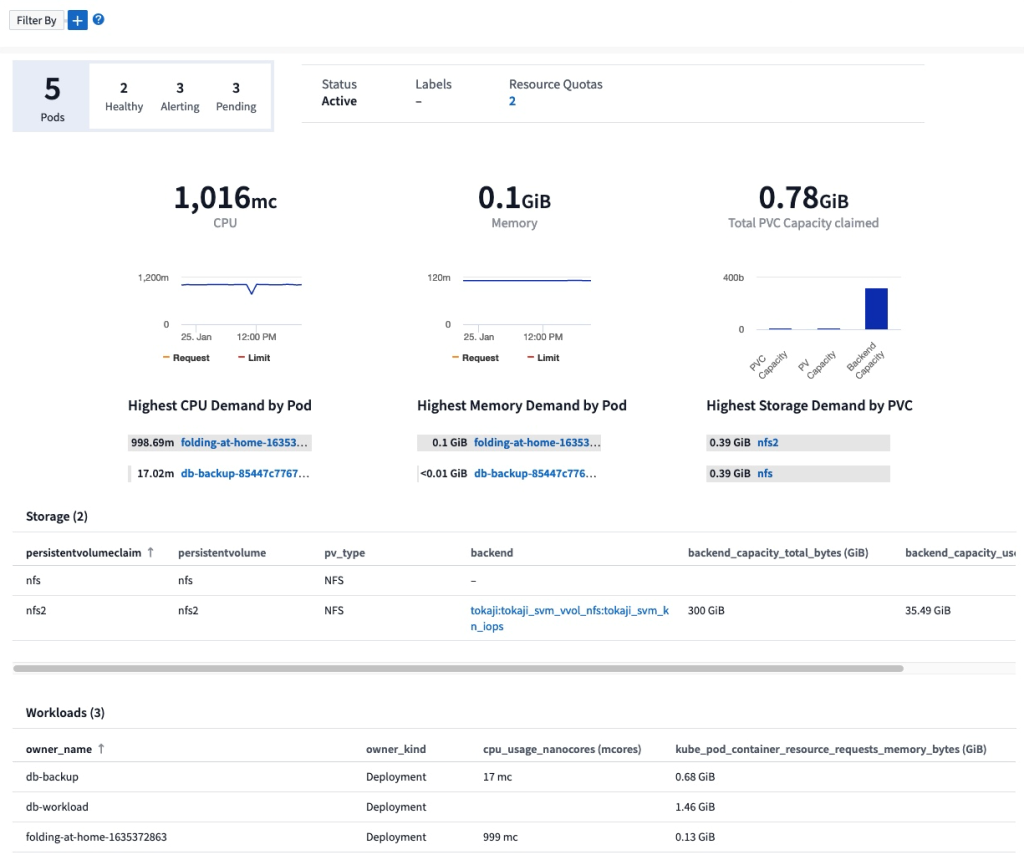 Filter By + ?
5 2 3 3
Pods Healthy Alerting Pending
Status Labels Resource Quotas
Active – 2
1,016mc 0.1GiB 0.78GiB
CPU Memory Total PVC Capacity claimed
1,200m 120m 400b
0 0 0
25. Jan 12:00 PM 25. Jan 12:00 PM PVC Capacity PV Capacity Backend Capacity
Request Limit Request Limit
Highest CPU Demand by Pod Highest Memory Demand by Pod Highest Storage Demand by PVC
998.69m folding-at-home-16353... 0.1 GiB folding-at-home-16353... 0.39 GiB nfs2
17.02m db-backup-85447c7767... <0.01 GiB db-backup-85447c776... 0.39 GiB nfs
Storage (2)
persistentvolumeclaim ↑ persistentvolume pv_type backend backend_capacity_total_bytes (GiB) backend_capacity_use
nfs nfs NFS –
nfs2 nfs2 NFS tokaji:tokaji_svm_vvol_nfs:tokaji_svm_k 300 GiB 35.49 GiB
n_iops
Workloads (3)
owner_name ↑ owner_kind cpu_usage_nanocores (mcores) kube_pod_container_resource_requests_memory_bytes (GiB)
db-backup Deployment 17 mc 0.68 GiB
db-workload Deployment 1.46 GiB
folding-at-home-1635372863 Deployment 999 mc 0.13 GiB